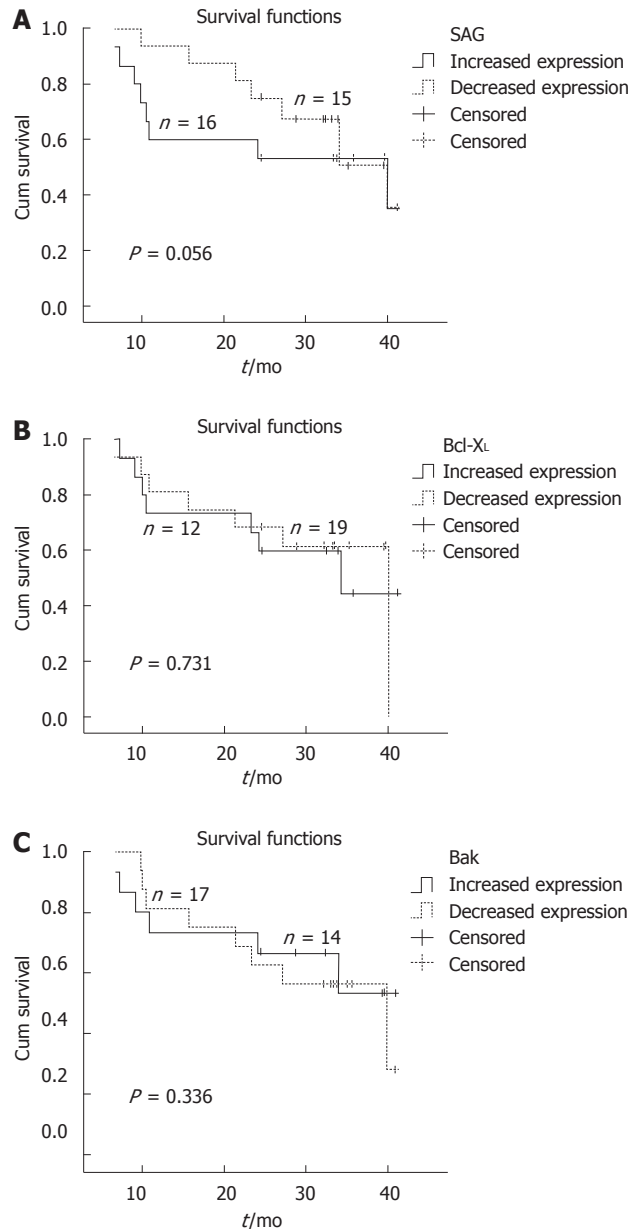 A
Survival functions
SAG
Increased expression
Decreased expression
Censored
Censored
Cum survival
1.0
0.8
0.6
0.4
0.2
0.0
n = 15
n = 16
P = 0.056
10 20 30 40
t/mo
B
Survival functions
Bcl-XL
Increased expression
Decreased expression
Censored
Censored
Cum survival
1.0
0.8
0.6
0.4
0.2
0.0
n = 12
n = 19
P = 0.731
10 20 30 40
t/mo
C
Survival functions
Bak
Increased expression
Decreased expression
Censored
Censored
Cum survival
1.0
0.8
0.6
0.4
0.2
0.0
n = 17
n = 14
P = 0.336
10 20 30 40
t/mo